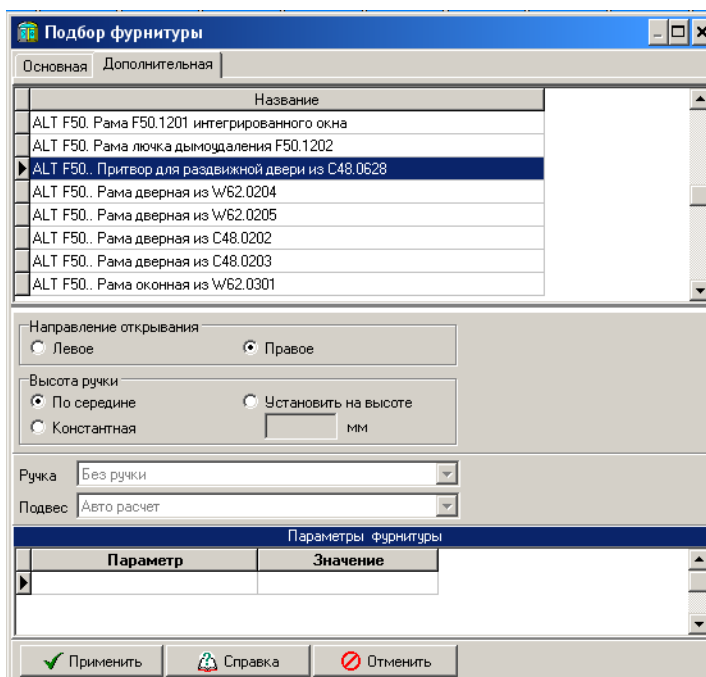 Подбор фурнитуры
Основная Дополнительная
Название
ALT F50. Рама F50.1201 интегрированного окна
ALT F50. Рама лючка дымоудаления F50.1202
ALT F50.. Притвор для раздвижной двери из C48.0628
ALT F50.. Рама дверная из W62.0204
ALT F50.. Рама дверная из W62.0205
ALT F50.. Рама дверная из C48.0202
ALT F50.. Рама дверная из C48.0203
ALT F50.. Рама оконная из W62.0301
Направление открывания
Левое Правое
Высота ручки
По середине Установить на высоте
Константная мм
Ручка Без ручки
Подвес Авто расчет
Параметры фурнитуры
Параметр Значение
Применить Справка Отменить